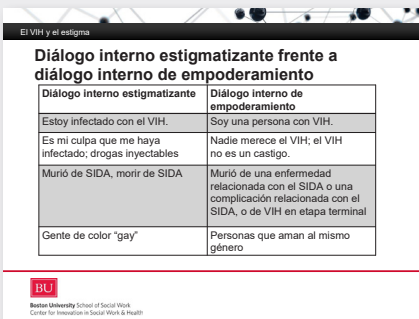 El VIH y el estigma
Diálogo interno estigmatizante frente a
diálogo interno de empoderamiento
Diálogo interno estigmatizante
Diálogo interno de
empoderamiento
Estoy infectado con el VIH.
Soy una persona con VIH.
Es mi culpa que me haya
infectado; drogas inyectables
Nadie merece el VIH; el VIH
no es un castigo.
Murió de SIDA, morir de SIDA
Murió de una enfermedad
relacionada con el SIDA o una
complicación relacionada con el
SIDA, o de VIH en etapa terminal
Gente de color “gay”
Personas que aman al mismo
género
BU
Boston University School of Social Work
Center for Innovation in Social Work & Health